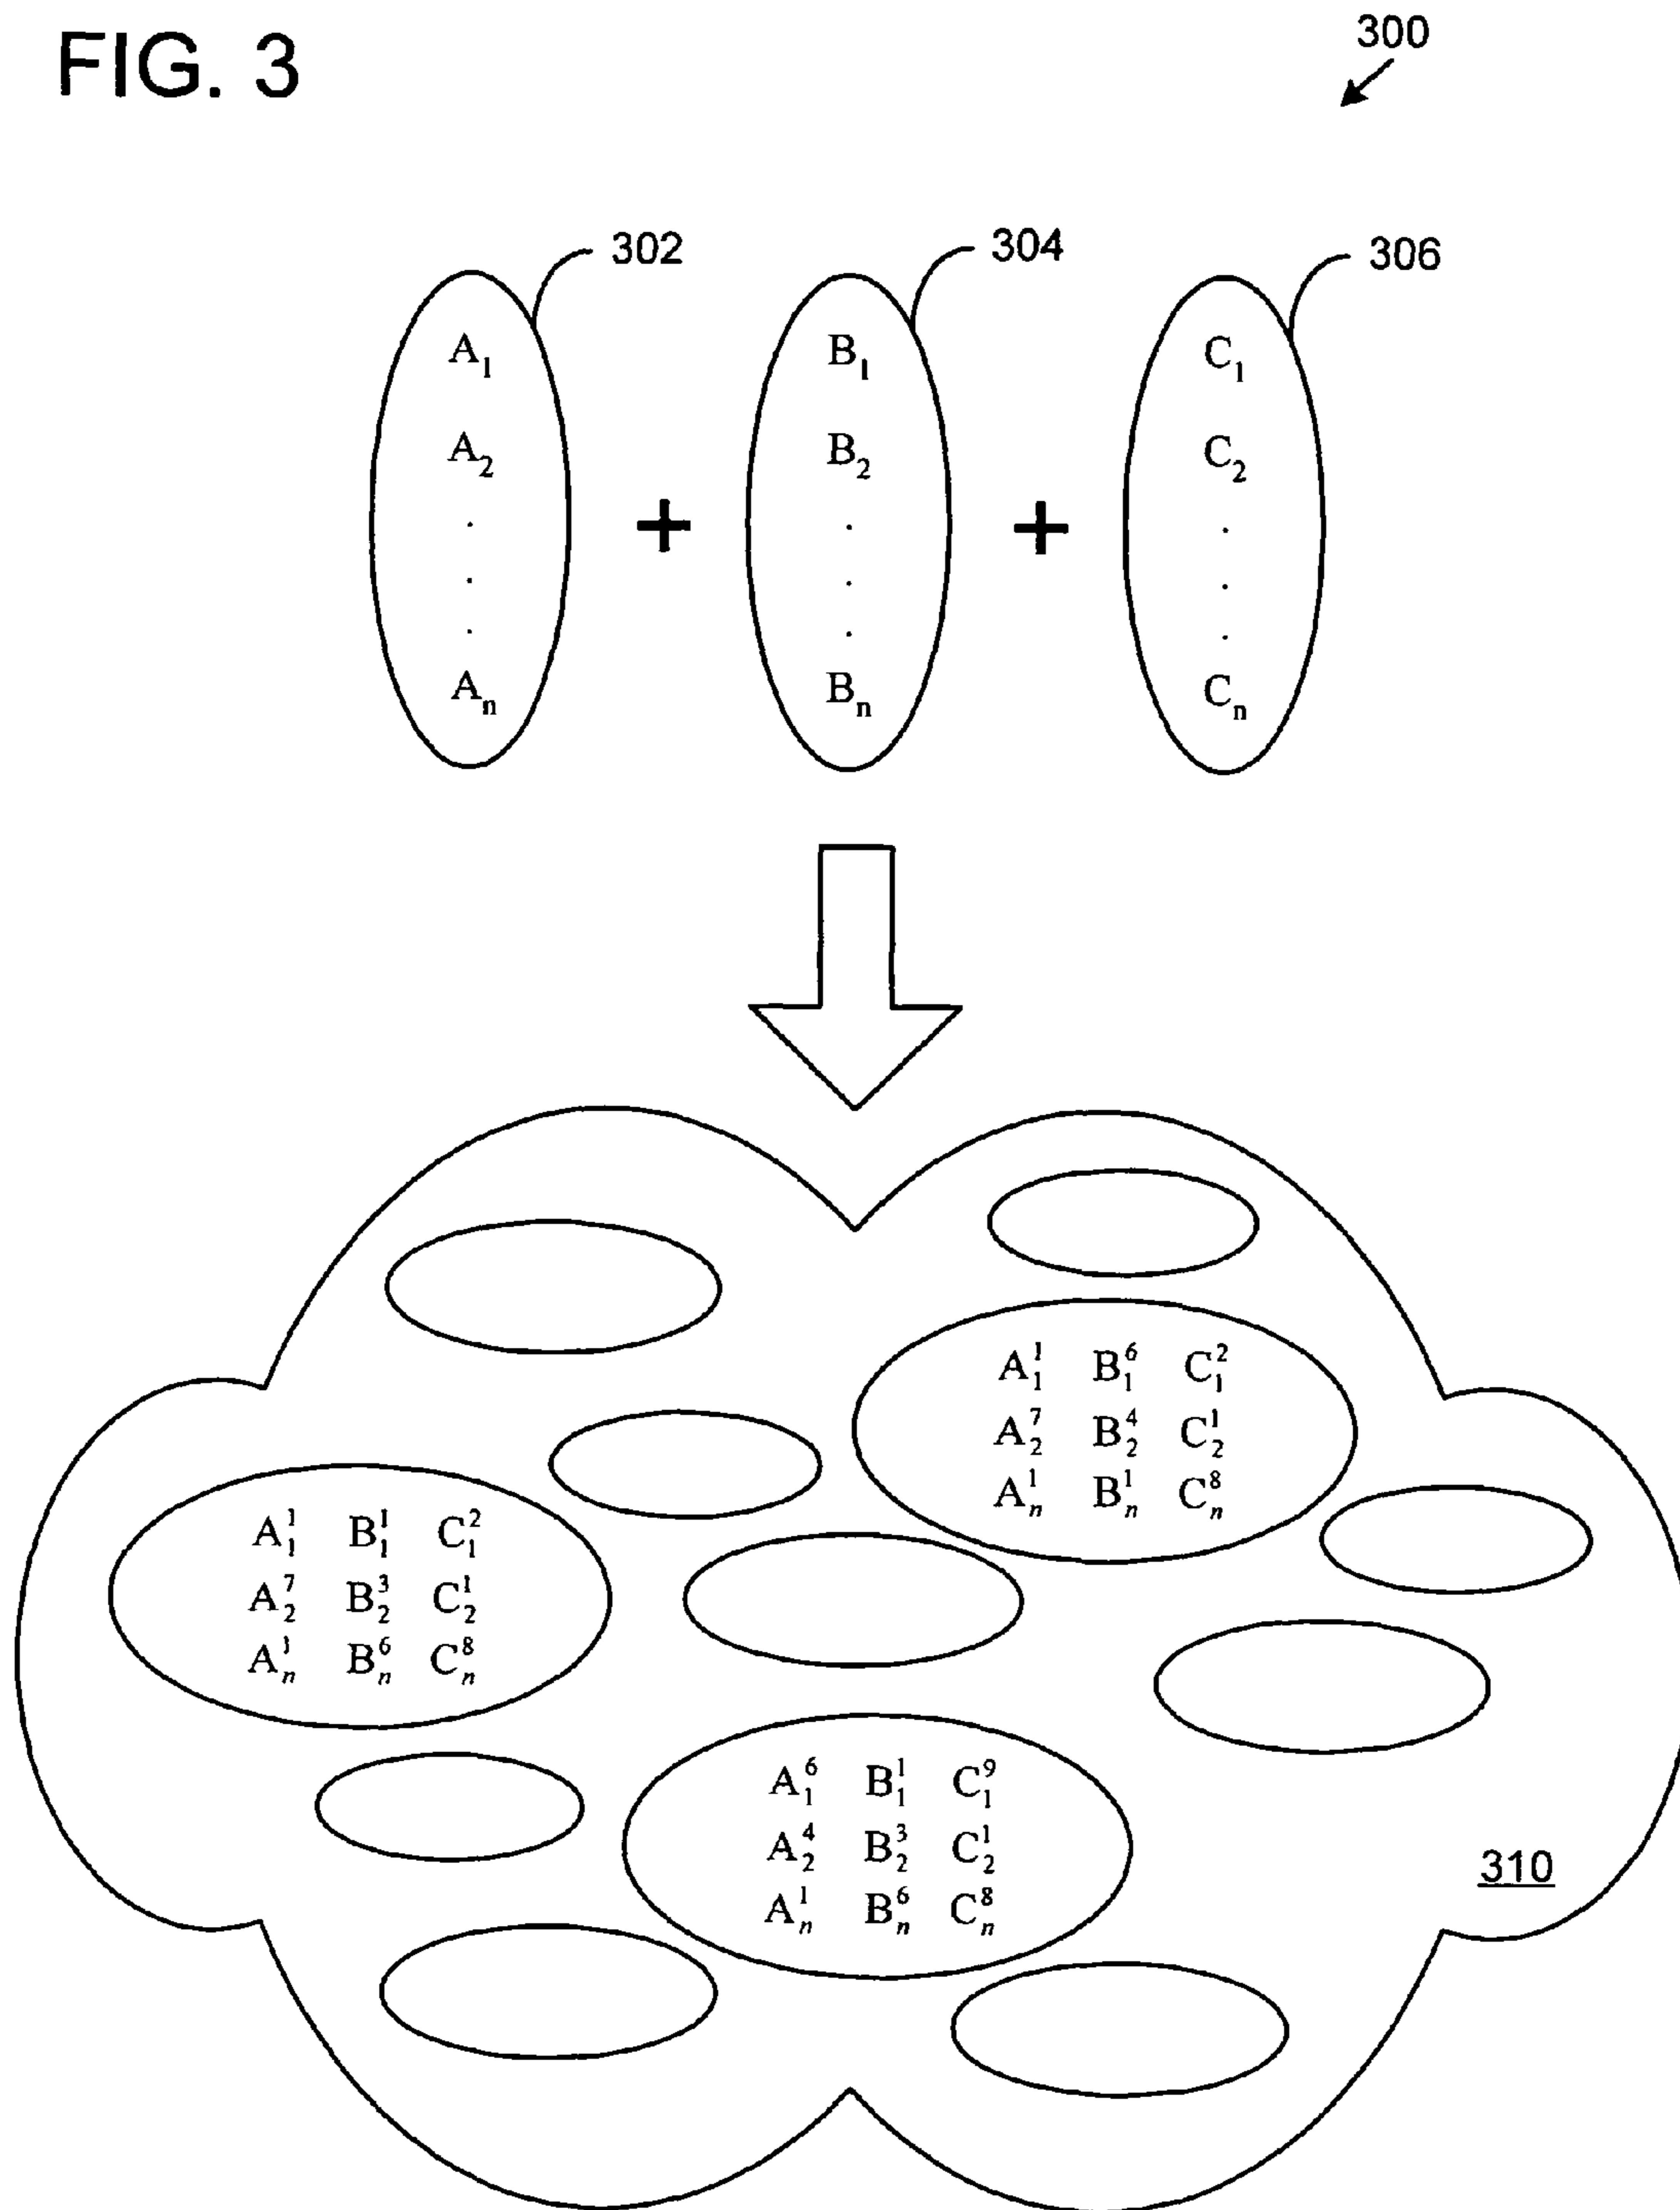 FIG. 3
300
302
304
306
A₁ B₁ C₁
A₂ B₂ C₂
. . .
. . .
. . .
Aₙ + Bₙ + Cₙ
A₁¹ B₁⁶ C₁²
A₂⁷ B₂⁴ C₂¹
Aₙ¹ Bₙ¹ Cₙ⁸
A₁¹ B₁¹ C₁²
A₂⁷ B₂³ C₂¹
Aₙ¹ Bₙ⁶ Cₙ⁸
A₁⁶ B₁¹ C₁⁹
A₂⁴ B₂³ C₂¹
Aₙ¹ Bₙ⁶ Cₙ⁸
310